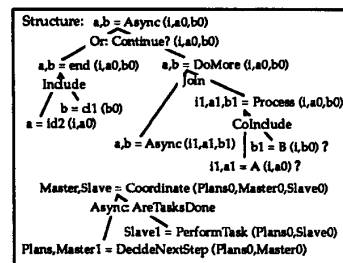 Structure: a,b = Async (i,a0,b0)
Or: Continue? (i,a0,b0)
a,b = end (i,a0,b0) a,b = DoMore (i,a0,b0)
Include Join
b = cl1 (b0) i1,a1,b1 = Process (i,a0,b0)
a = id2 (i,a0) CoInclude
a,b = Async (i1,a1,b1) b1 = B (i,b0) ?
i1,a1 = A (i,a0) ?
Master,Slave = Coordinate (Plans0,Master0,Slave0)
Async AreTasksDone
Slave1 = PerformTask (Plans0,Slave0)
Plans,Master1 = DecideNextStep (Plans0,Master0)